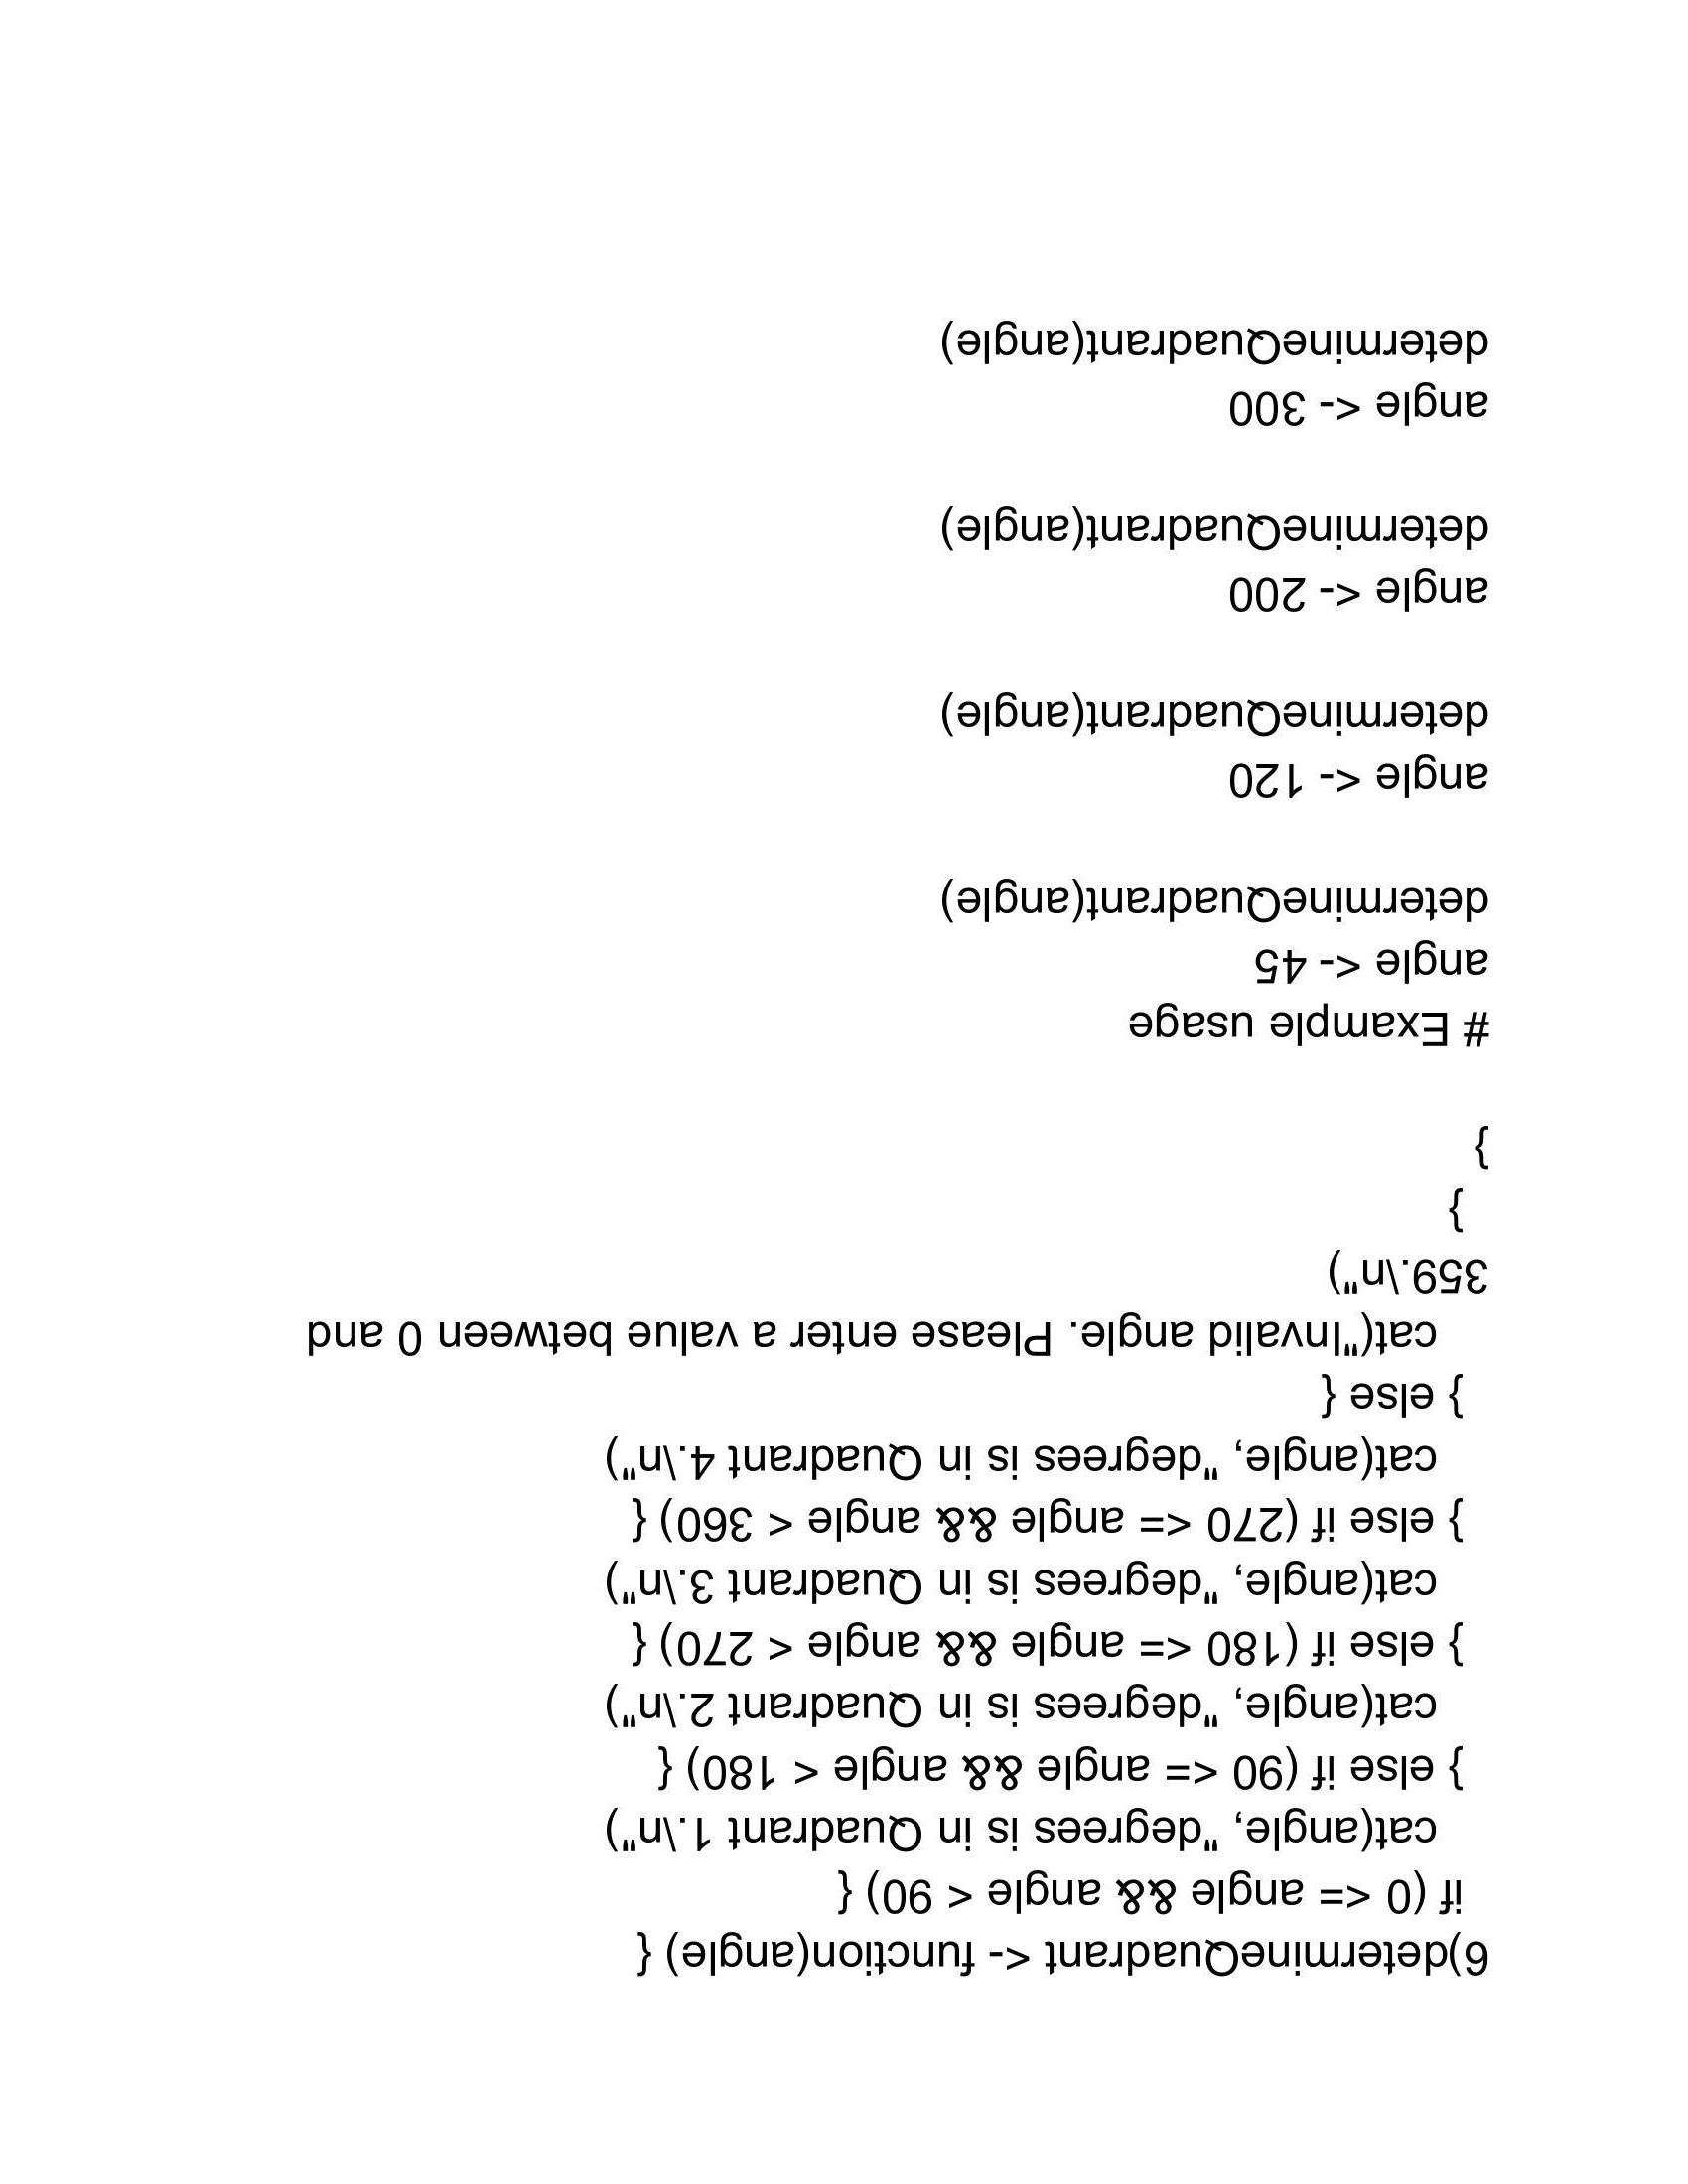 6)determineQuadrant <- function(angle) {
  if (0 <= angle && angle < 90) {
    cat(angle, "degrees is in Quadrant 1.\n")
  } else if (90 <= angle && angle < 180) {
    cat(angle, "degrees is in Quadrant 2.\n")
  } else if (180 <= angle && angle < 270) {
    cat(angle, "degrees is in Quadrant 3.\n")
  } else if (270 <= angle && angle < 360) {
    cat(angle, "degrees is in Quadrant 4.\n")
  } else {
    cat("Invalid angle. Please enter a value between 0 and
359.\n")
  }
}

# Example usage
angle <- 45
determineQuadrant(angle)

angle <- 120
determineQuadrant(angle)

angle <- 200
determineQuadrant(angle)

angle <- 300
determineQuadrant(angle)